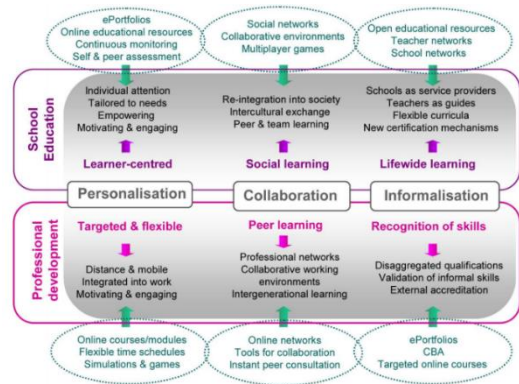 ePortfolios
Online educational resources
Continuous monitoring
Self & peer assessment
Social networks
Collaborative environments
Multiplayer games
Open educational resources
Teacher networks
School networks
School
Education
Individual attention
Tailored to needs
Empowering
Motivating & engaging
Learner-centred
Re-integration into society
Intercultural exchange
Peer & team learning
Social learning
Schools as service providers
Teachers as guides
Flexible curricula
New certification mechanisms
Lifewide learning
Personalisation
Collaboration
Informalisation
Professional
development
Targeted & flexible
Distance & mobile
Integrated into work
Motivating & engaging
Peer learning
Professional networks
Collaborative working
environments
Intergenerational learning
Recognition of skills
Disaggregated qualifications
Validation of informal skills
External accreditation
Online courses/modules
Flexible time schedules
Simulations & games
Online networks
Tools for collaboration
Instant peer consultation
ePortfolios
CBA
Targeted online courses